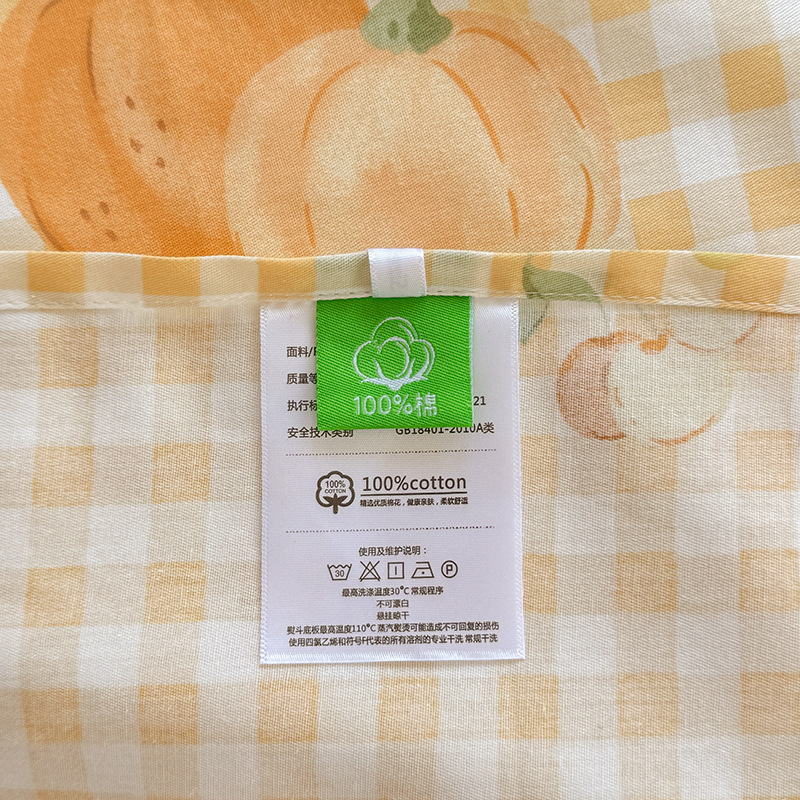 100%棉
面料/
质量等
执行标
21
安全技术类别 GB18401-2010A类
100%
COTTON
100%cotton
精选优质棉花，健康亲肤，柔软舒适
使用及维护说明：
30
P
最高洗涤温度30°C 常规程序
不可漂白
悬挂晾干
熨斗底板最高温度110°C 蒸汽熨烫可能造成不可回复的损伤
使用四氯乙烯和符号F代表的所有溶剂的专业干洗 常规干洗